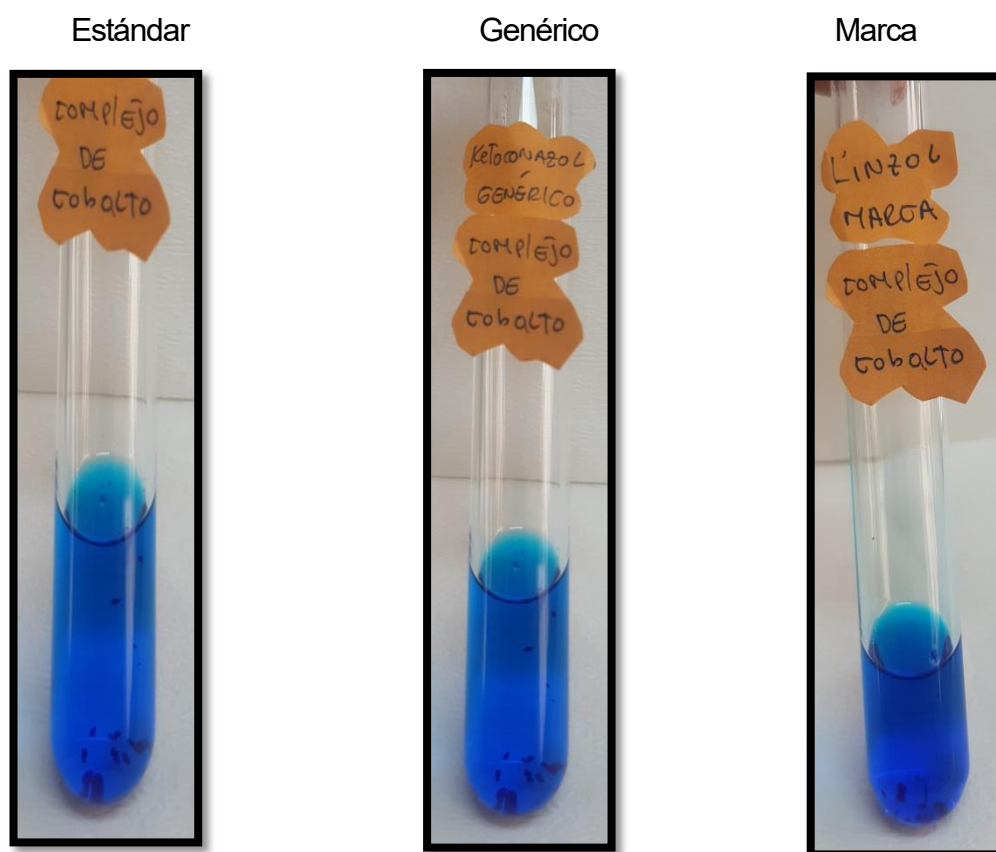 Estándar
Genérico
Marca
COMPlEJO
DE
CobalTO
KETOCONAZOL
GENÉRICO
COMPlEJO
DE
CobalTO
LINZOL
MARCA
COMPlEJO
DE
CobalTO